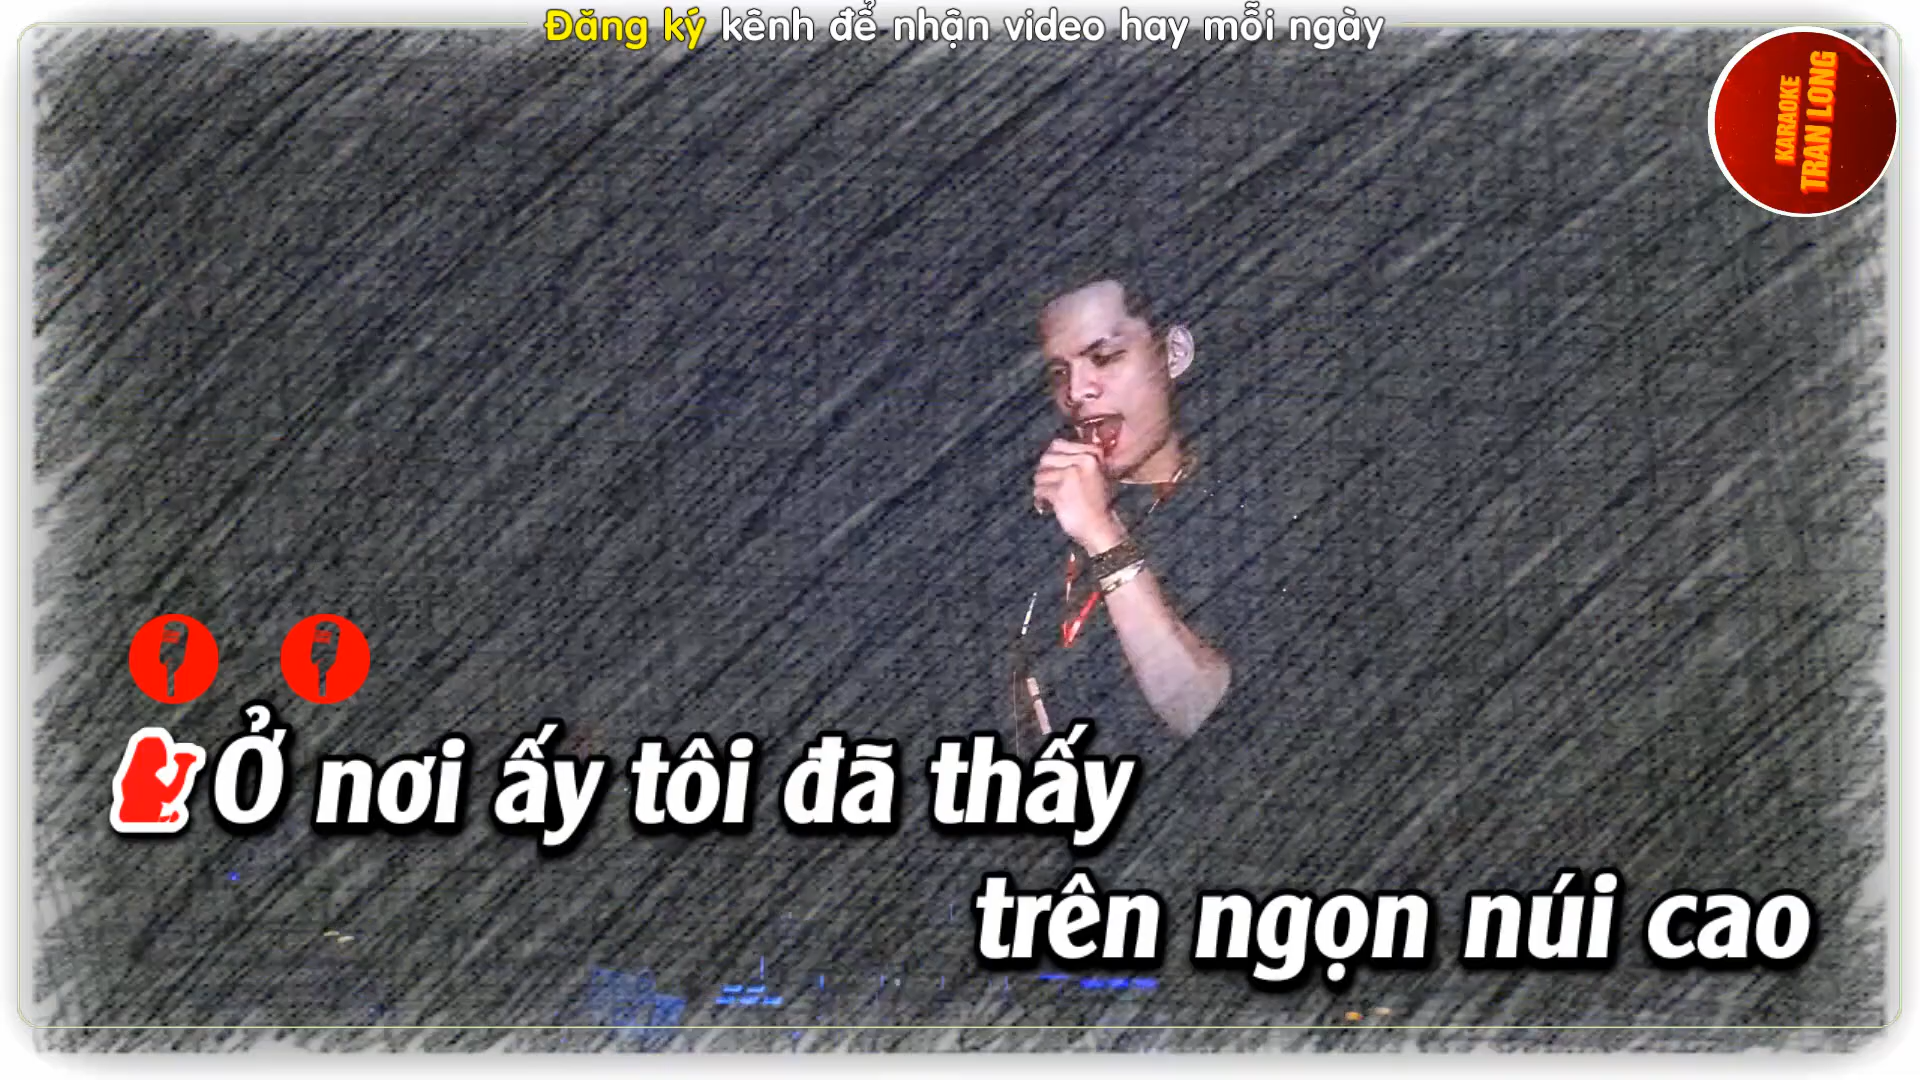 Đăng ký kênh để nhận video hay mỗi ngày
KARAOKE
TRAN LONG
Ở nơi ấy tôi đã thấy
trên ngọn núi cao